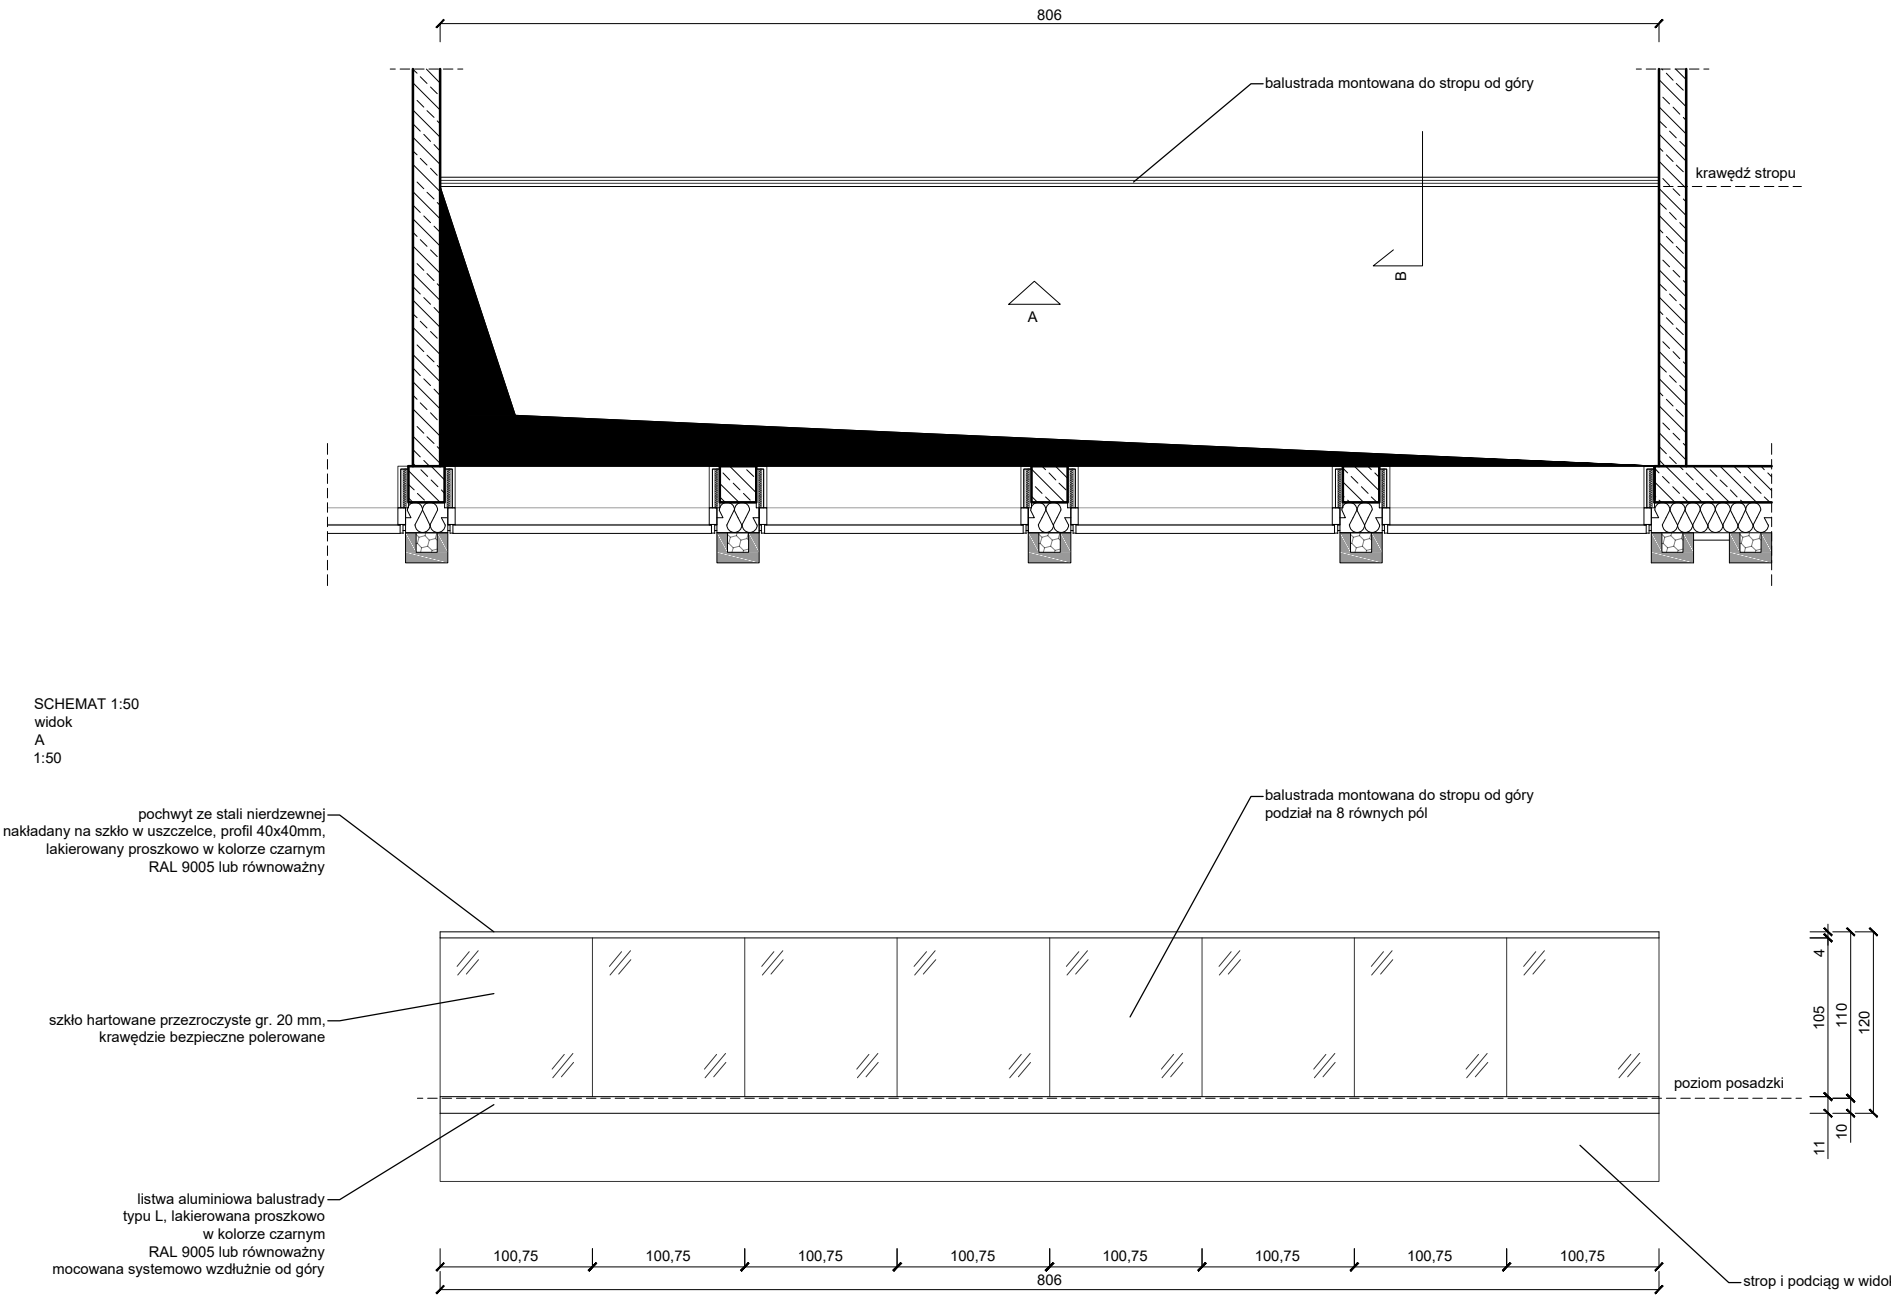 806
balustrada montowana do stropu od góry
krawędź stropu
B
A
SCHEMAT 1:50
widok
A
1:50
pochwyt ze stali nierdzewnej
nakładany na szkło w uszczelce, profil 40x40mm,
lakierowany proszkowo w kolorze czarnym
RAL 9005 lub równoważny
balustrada montowana do stropu od góry
podział na 8 równych pól
szkło hartowane przezroczyste gr. 20 mm,
krawędzie bezpieczne polerowane
4
105
110
120
poziom posadzki
11
10
listwa aluminiowa balustrady
typu L, lakierowana proszkowo
w kolorze czarnym
RAL 9005 lub równoważny
mocowana systemowo wzdłużnie od góry
100,75 100,75 100,75 100,75 100,75 100,75 100,75 100,75
806
strop i podciąg w widok